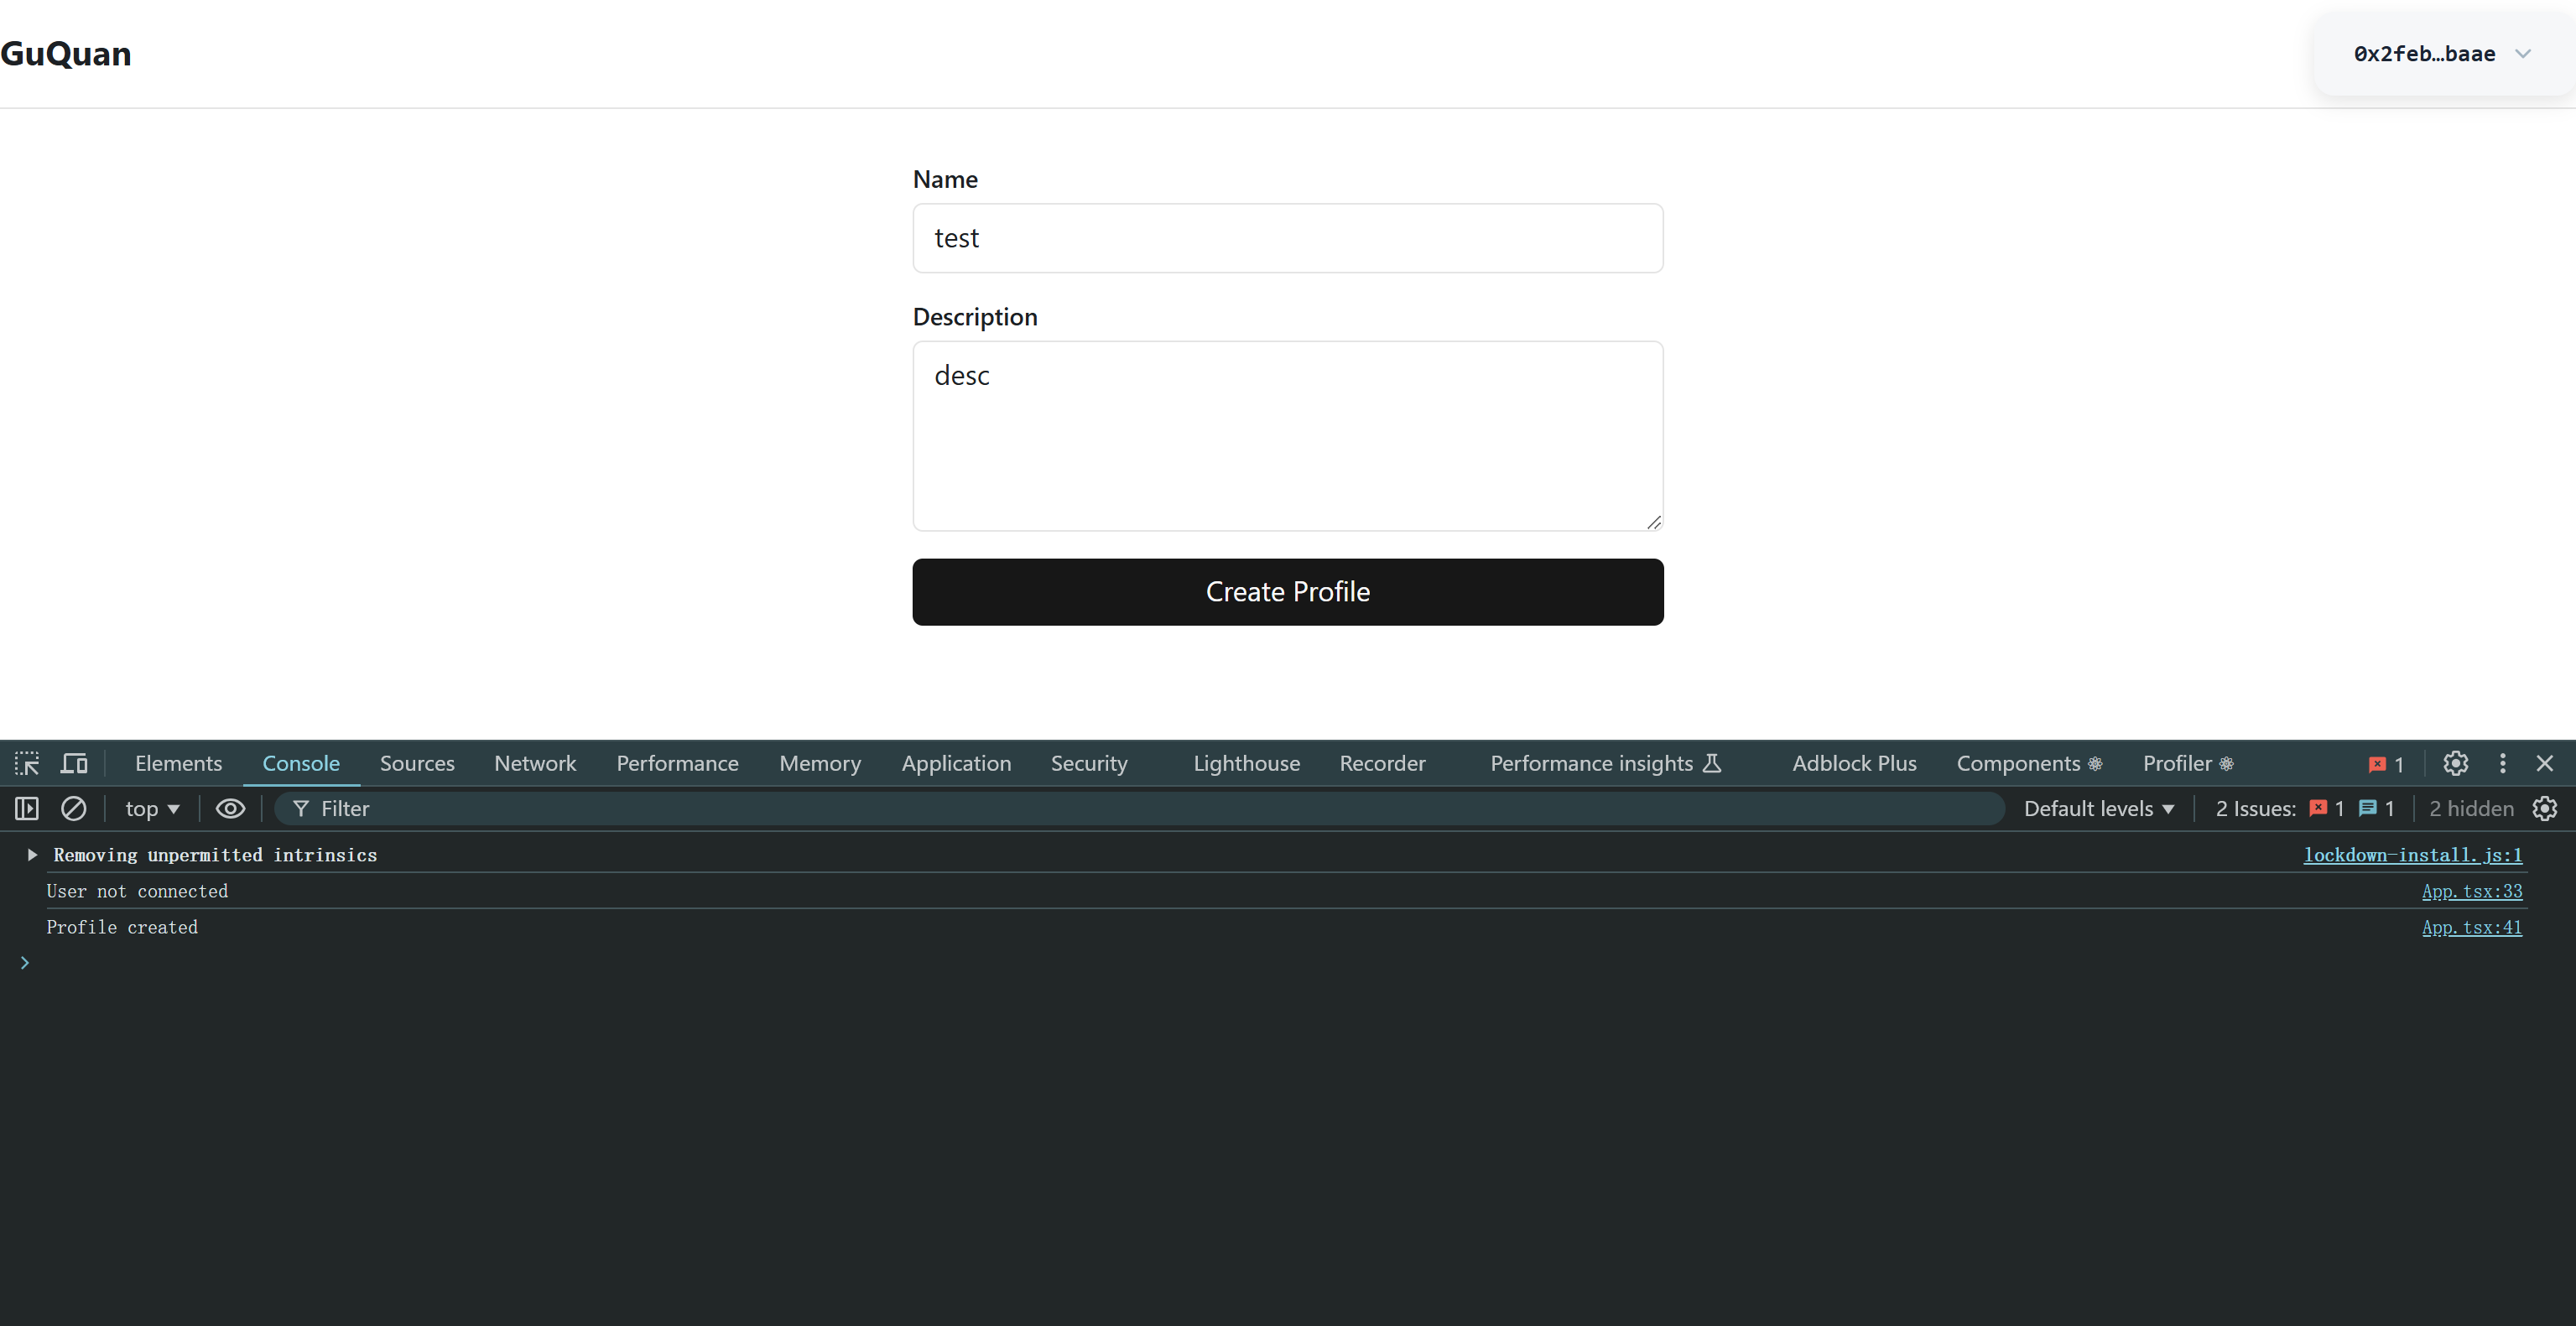 GuQuan
0x2feb…baae
Name
test
Description
desc
Create Profile
Elements Console Sources Network Performance Memory Application Security Lighthouse Recorder Performance insights Adblock Plus Components Profiler 1
top Filter Default levels 2 Issues: 1 1 2 hidden
Removing unpermitted intrinsics lockdown-install.js:1
User not connected App.tsx:33
Profile created App.tsx:41